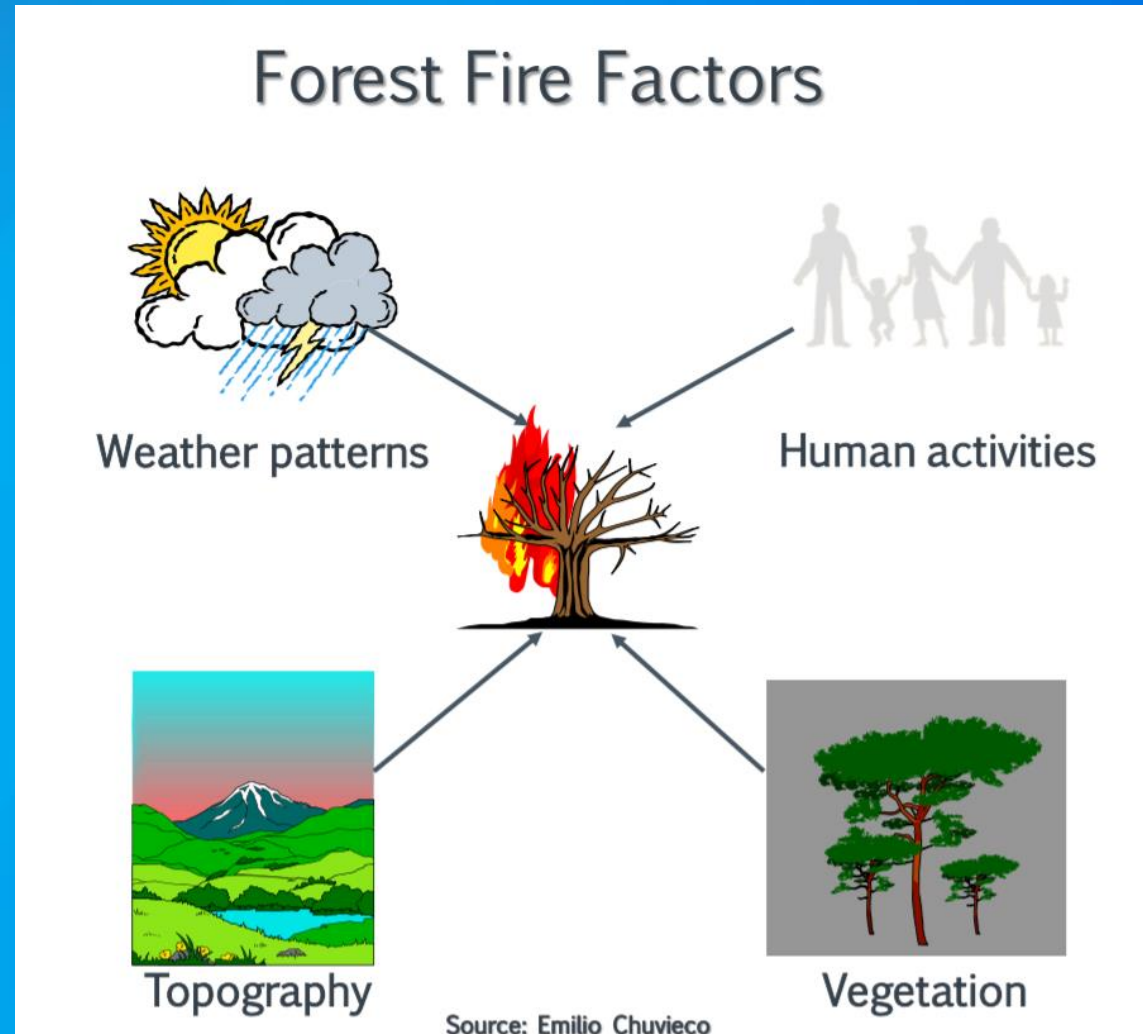 Forest Fire Factors
Weather patterns
Human activities
Topography
Vegetation
Source: Emilio Chuvieco